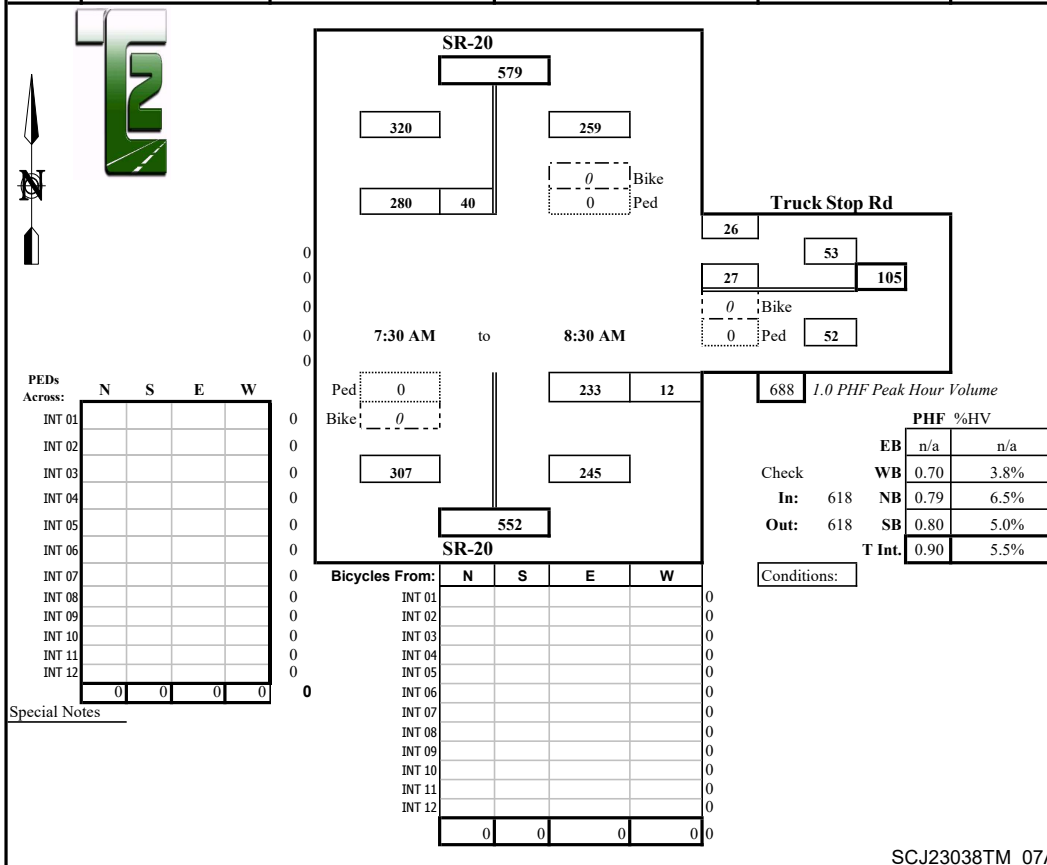 T2
N
SR-20
579
320 259
0 Bike
280 40 0 Ped
Truck Stop Rd
26
0 53
0 27 105
0 0 Bike
0 7:30 AM to 8:30 AM 0 Ped 52
0
PEDs Across: N S E W
Ped 0 233 12 688 1.0 PHF Peak Hour Volume
INT 01 0 Bike 0
PHF %HV
INT 02 0 EB n/a n/a
INT 03 0 307 245 Check WB 0.70 3.8%
INT 04 0 In: 618 NB 0.79 6.5%
INT 05 0 552 Out: 618 SB 0.80 5.0%
INT 06 0 SR-20 T Int. 0.90 5.5%
INT 07 0 Bicycles From: N S E W Conditions:
INT 08 0 INT 01 0
INT 09 0 INT 02 0
INT 10 0 INT 03 0
INT 11 0 INT 04 0
INT 12 0 INT 05 0
0 0 0 0 0 INT 06 0
Special Notes INT 07 0
INT 08 0
INT 09 0
INT 10 0
INT 11 0
INT 12 0
0 0 0 0 0
SCJ23038TM_07